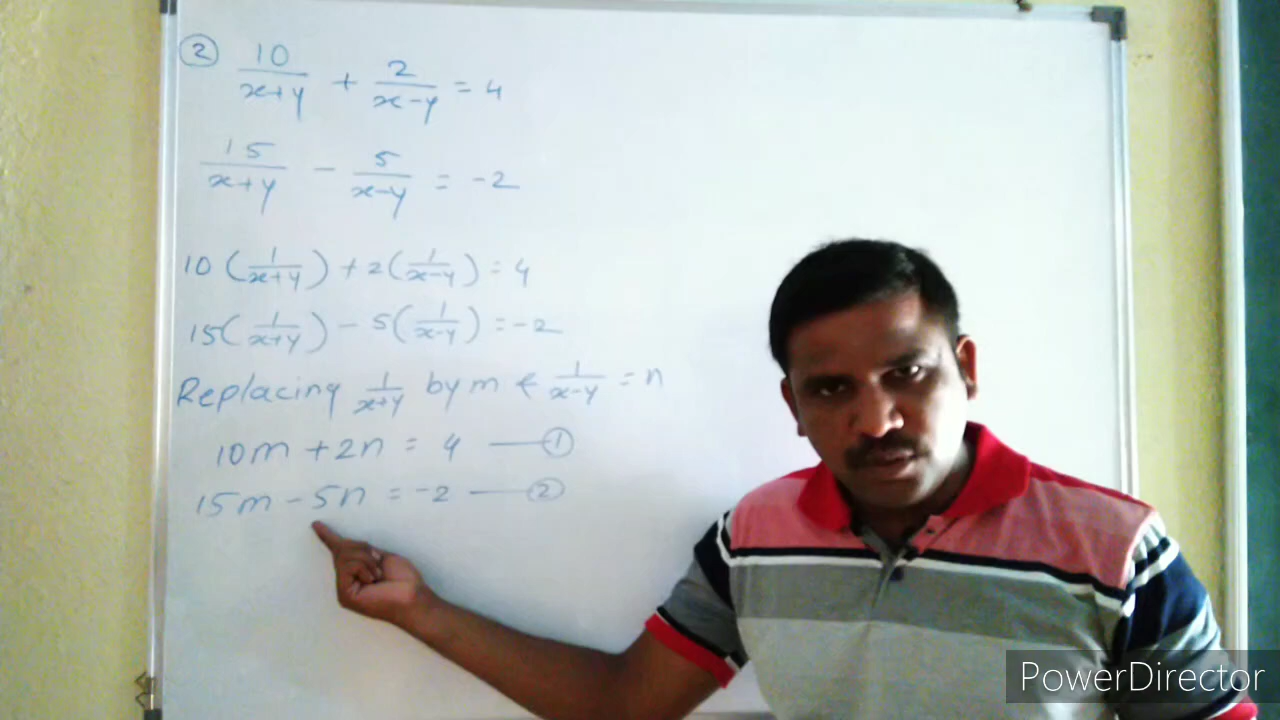 ② 10/(x+y) + 2/(x-y) = 4
15/(x+y) - 5/(x-y) = -2
10(1/(x+y)) + 2(1/(x-y)) = 4
15(1/(x+y)) - 5(1/(x-y)) = -2
Replacing 1/(x+y) by m & 1/(x-y) = n
10m + 2n = 4 —①
15m - 5n = -2 —②
PowerDirector